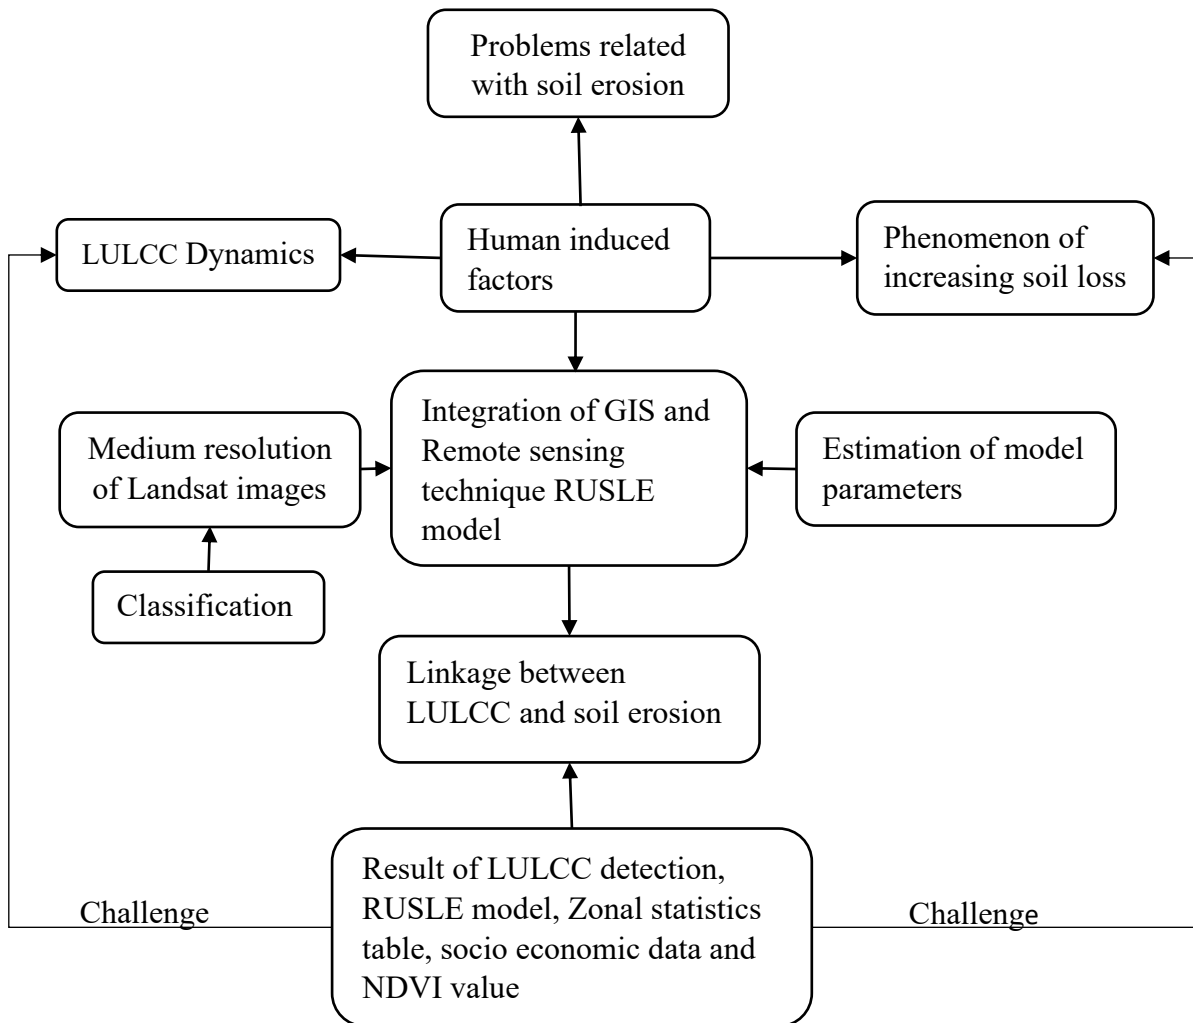 Problems related
with soil erosion
LULCC Dynamics
Human induced
factors
Phenomenon of
increasing soil loss
Medium resolution
of Landsat images
Integration of GIS and
Remote sensing
technique RUSLE
model
Estimation of model
parameters
Classification
Linkage between
LULCC and soil erosion
Challenge
Result of LULCC detection,
RUSLE model, Zonal statistics
table, socio economic data and
NDVI value
Challenge